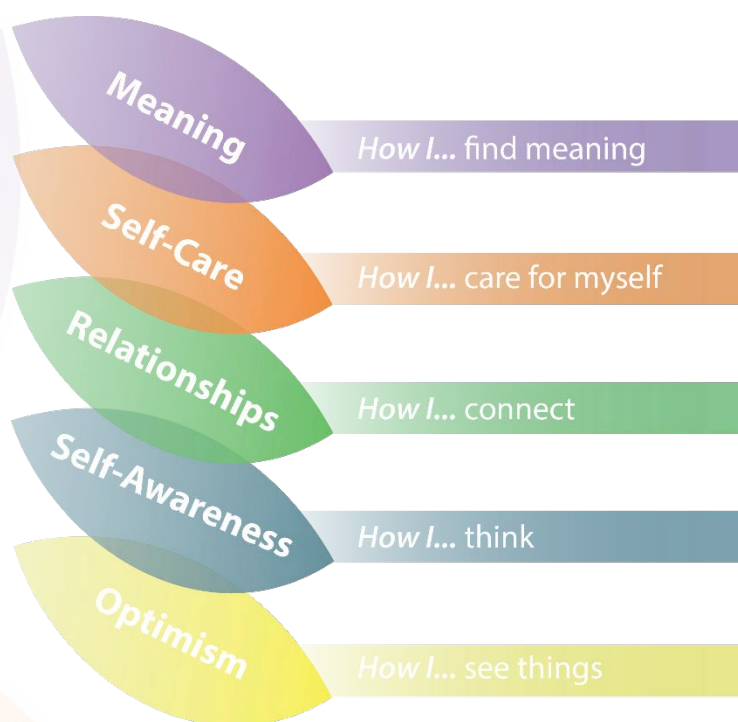 Meaning
How I... find meaning
Self-Care
How I... care for myself
Relationships
How I... connect
Self-Awareness
How I... think
Optimism
How I... see things